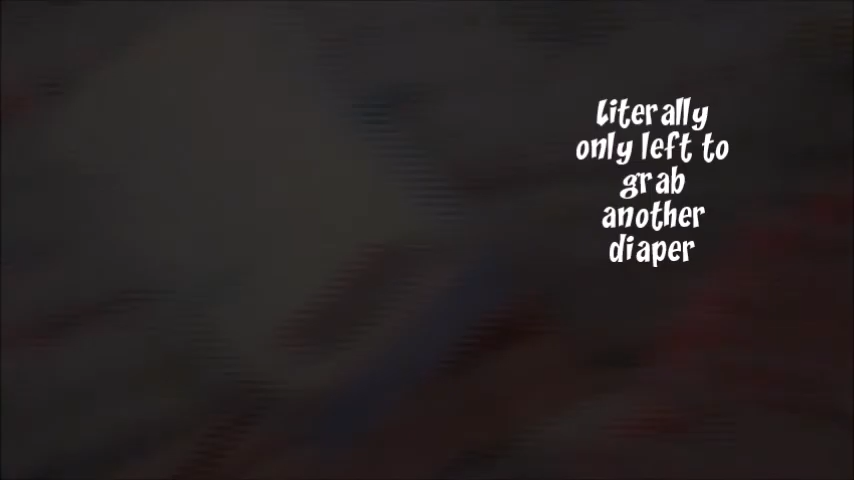 Literally
only left to
grab
another
diaper